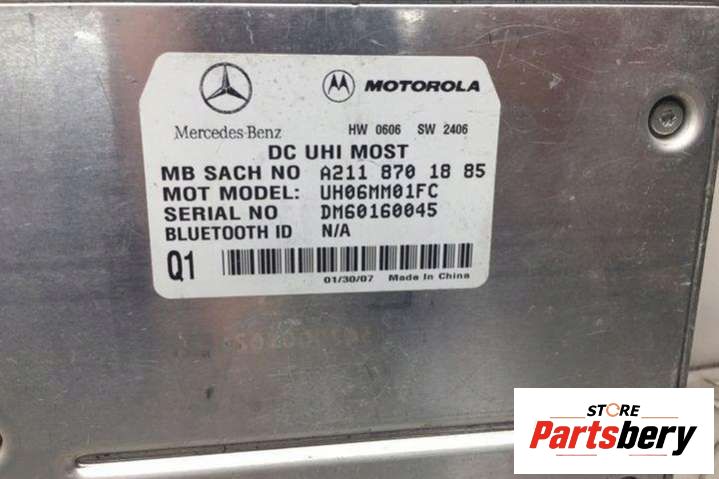 MOTOROLA
Mercedes-Benz
HW 0606 SW 2406
DC UHI MOST
MB SACH NO A211 870 18 85
MOT MODEL: UH06MM01FC
SERIAL NO DM60160045
BLUETOOTH ID N/A
Q1
01/30/07 Made In China
STORE
Partsbery